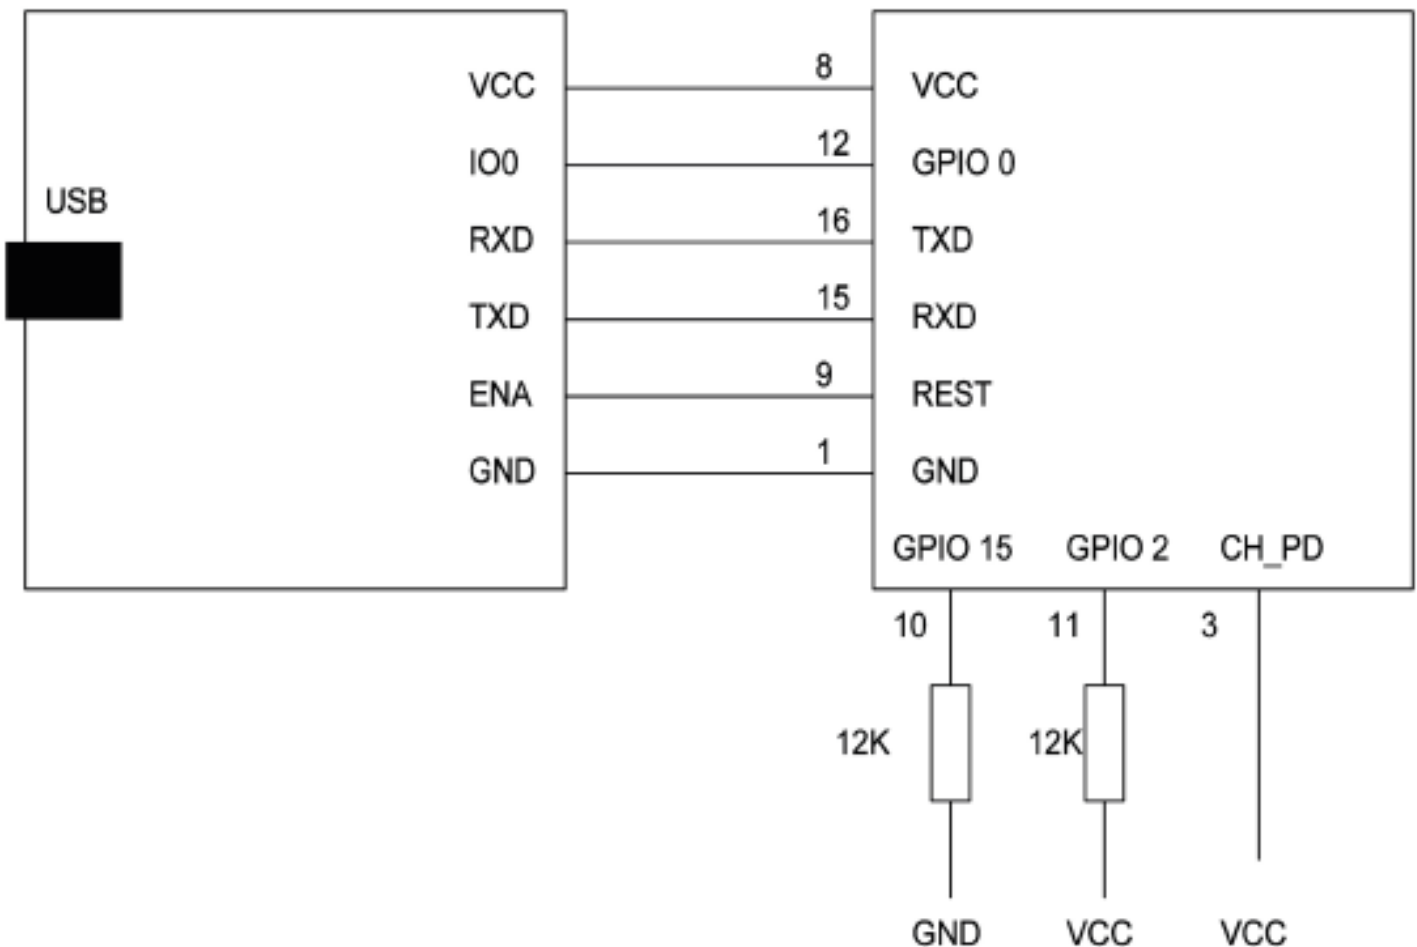 8
VCC VCC
12
IO0 GPIO 0
USB
16
RXD TXD
15
TXD RXD
9
ENA REST
1
GND GND
GPIO 15 GPIO 2 CH_PD
10 11 3
12K 12K
GND VCC VCC